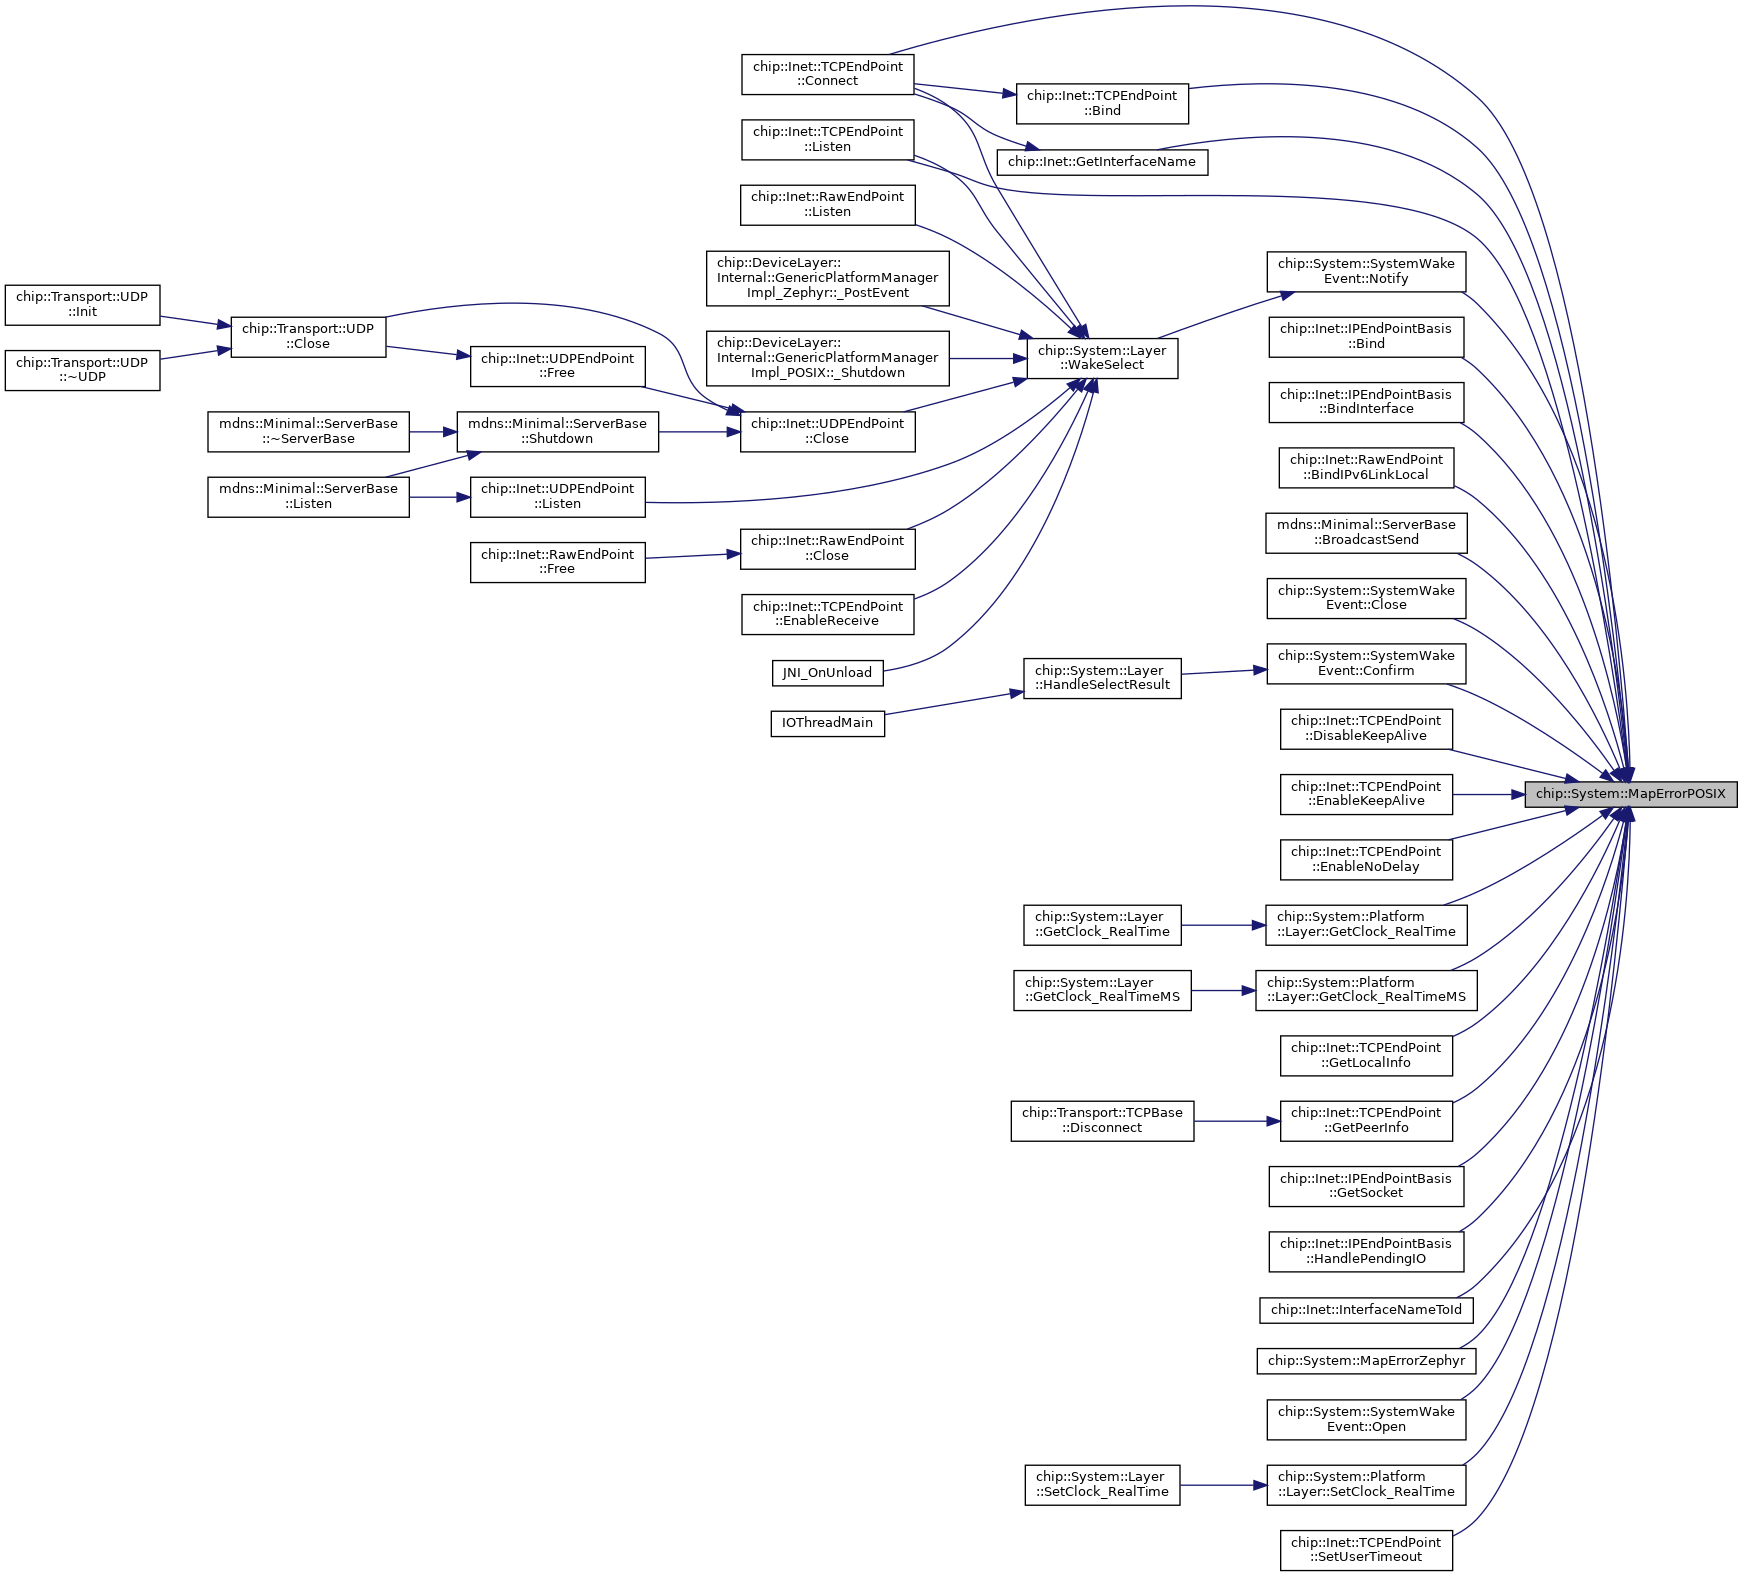 chip::Inet::TCPEndPoint
::Connect
chip::Inet::TCPEndPoint
::Bind
chip::Inet::TCPEndPoint
::Listen
chip::Inet::GetInterfaceName
chip::Inet::RawEndPoint
::Listen
chip::DeviceLayer::
Internal::GenericPlatformManager
Impl_Zephyr::_PostEvent
chip::System::SystemWake
Event::Notify
chip::Transport::UDP
::Init
chip::Transport::UDP
::Close
chip::Transport::UDP
::~UDP
chip::Inet::UDPEndPoint
::Free
chip::DeviceLayer::
Internal::GenericPlatformManager
Impl_POSIX::_Shutdown
chip::System::Layer
::WakeSelect
chip::Inet::IPEndPointBasis
::Bind
chip::Inet::IPEndPointBasis
::BindInterface
mdns::Minimal::ServerBase
::~ServerBase
mdns::Minimal::ServerBase
::Shutdown
chip::Inet::UDPEndPoint
::Close
chip::Inet::RawEndPoint
::BindIPv6LinkLocal
mdns::Minimal::ServerBase
::Listen
chip::Inet::UDPEndPoint
::Listen
mdns::Minimal::ServerBase
::BroadcastSend
chip::Inet::RawEndPoint
::Free
chip::Inet::RawEndPoint
::Close
chip::System::SystemWake
Event::Close
chip::Inet::TCPEndPoint
::EnableReceive
JNI_OnUnload
chip::System::Layer
::HandleSelectResult
chip::System::SystemWake
Event::Confirm
IOThreadMain
chip::Inet::TCPEndPoint
::DisableKeepAlive
chip::Inet::TCPEndPoint
::EnableKeepAlive
chip::System::MapErrorPOSIX
chip::Inet::TCPEndPoint
::EnableNoDelay
chip::System::Layer
::GetClock_RealTime
chip::System::Platform
::Layer::GetClock_RealTime
chip::System::Layer
::GetClock_RealTimeMS
chip::System::Platform
::Layer::GetClock_RealTimeMS
chip::Inet::TCPEndPoint
::GetLocalInfo
chip::Transport::TCPBase
::Disconnect
chip::Inet::TCPEndPoint
::GetPeerInfo
chip::Inet::IPEndPointBasis
::GetSocket
chip::Inet::IPEndPointBasis
::HandlePendingIO
chip::Inet::InterfaceNameToId
chip::System::MapErrorZephyr
chip::System::SystemWake
Event::Open
chip::System::Layer
::SetClock_RealTime
chip::System::Platform
::Layer::SetClock_RealTime
chip::Inet::TCPEndPoint
::SetUserTimeout